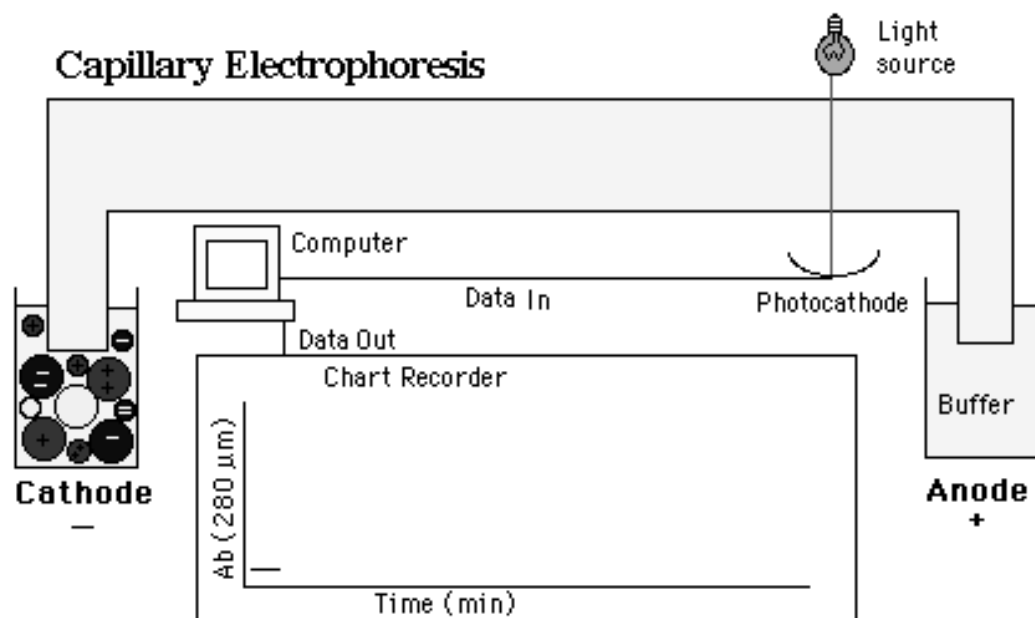 Capillary Electrophoresis
Light
source
Computer
Data In
Photocathode
Data Out
Chart Recorder
Buffer
Cathode
−
Anode
+
Ab (280 µm)
Time (min)